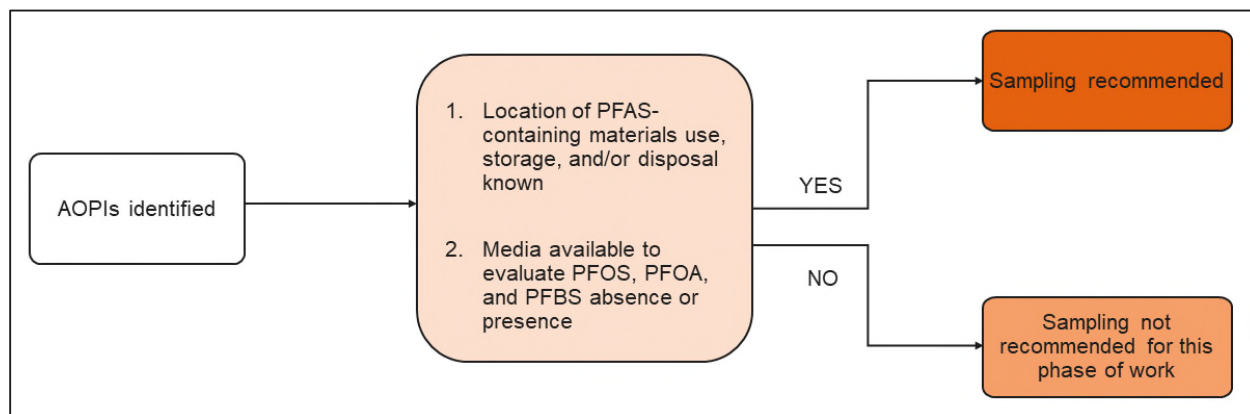 AOPIs identified
1. Location of PFAS-
containing materials use,
storage, and/or disposal
known
2. Media available to
evaluate PFOS, PFOA,
and PFBS absence or
presence
YES
NO
Sampling recommended
Sampling not
recommended for this
phase of work